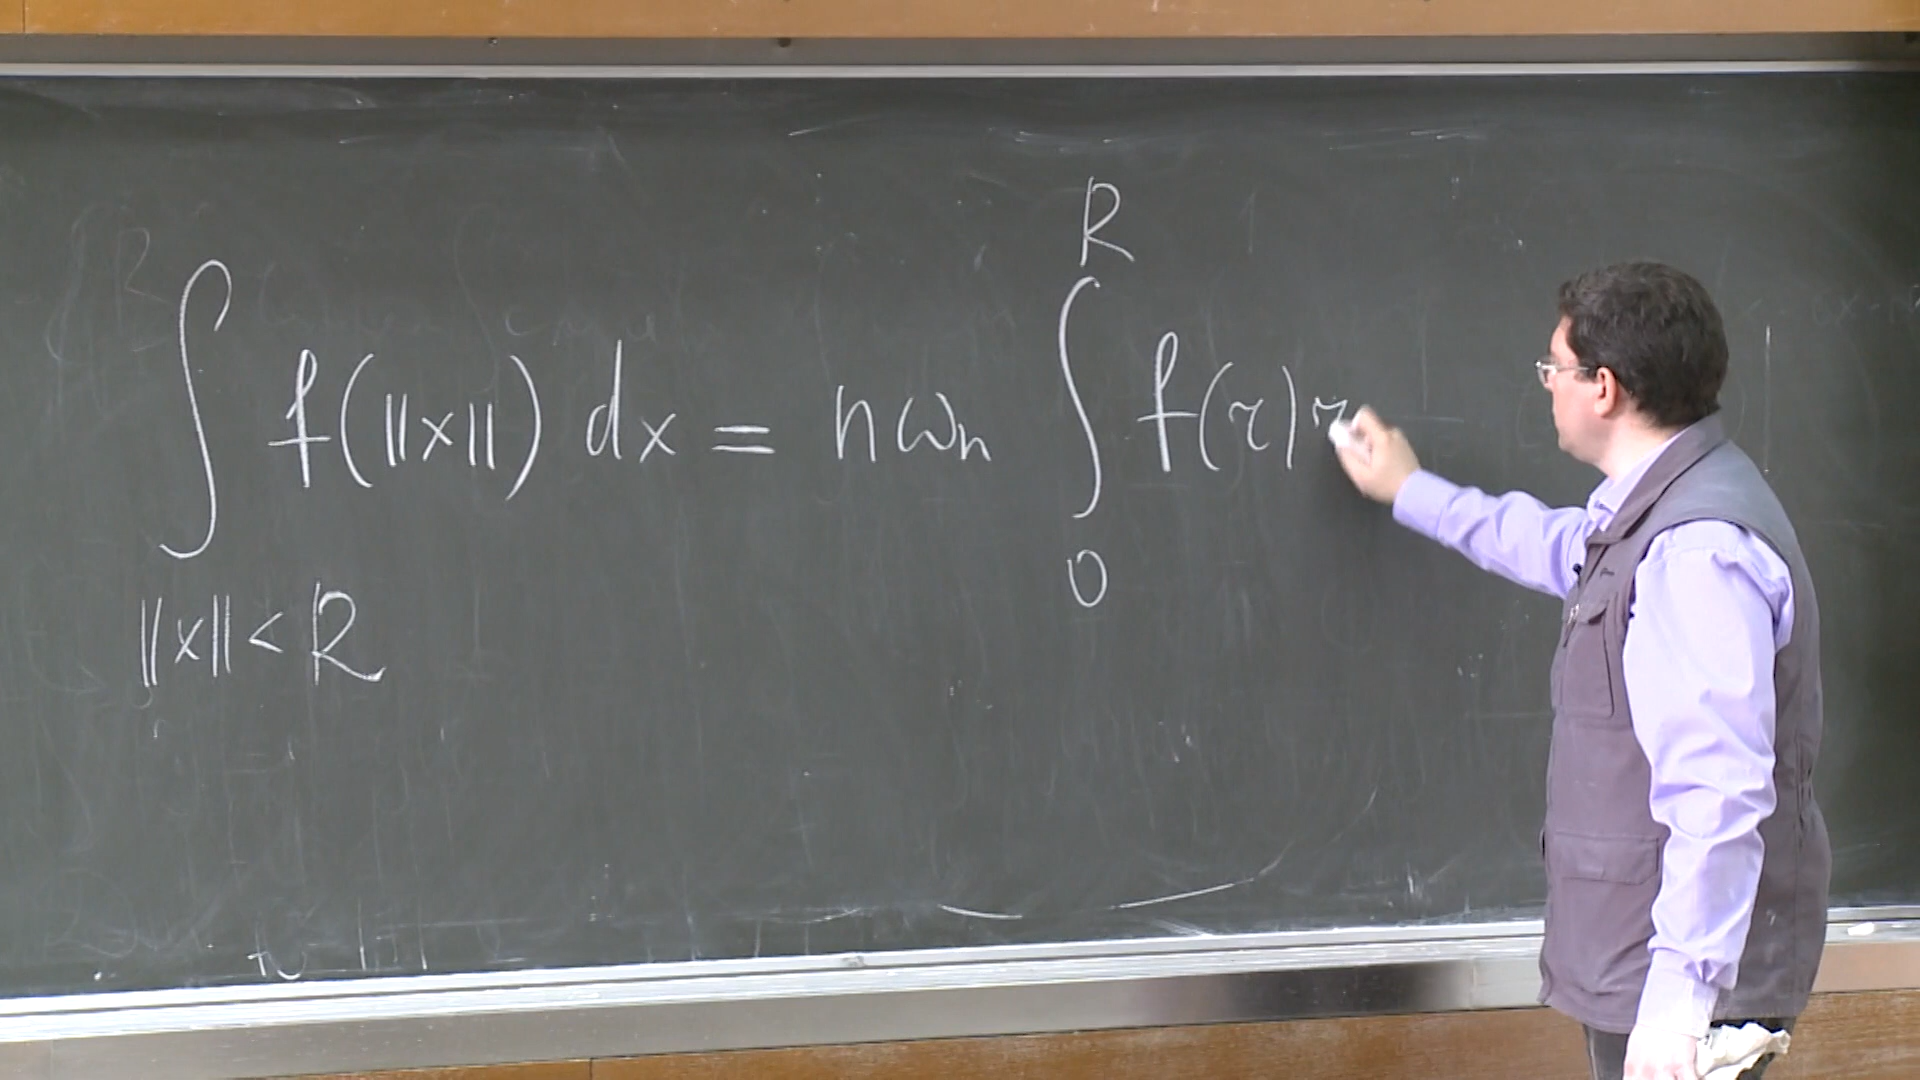 R
∫ f(||x||) dx = nωₙ ∫ f(r) r
||x|| < R 0